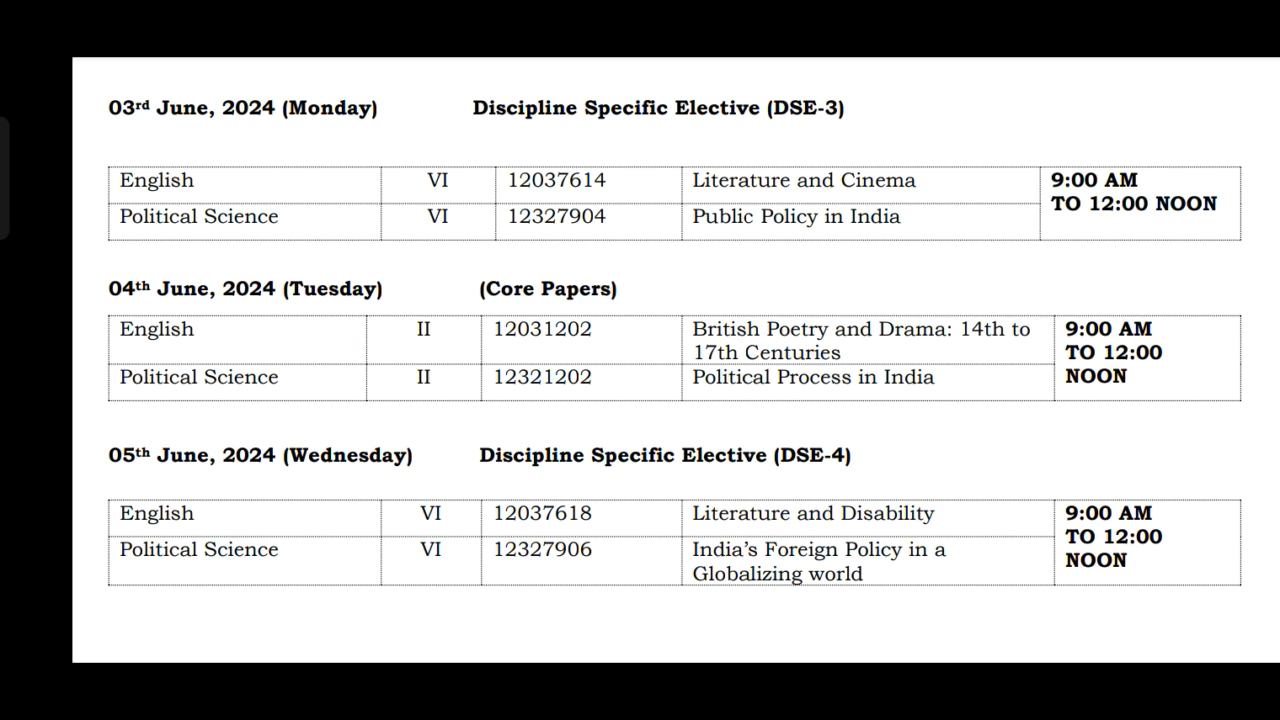 03rd June, 2024 (Monday) Discipline Specific Elective (DSE-3)
English VI 12037614 Literature and Cinema 9:00 AM
TO 12:00 NOON
Political Science VI 12327904 Public Policy in India
04th June, 2024 (Tuesday) (Core Papers)
English II 12031202 British Poetry and Drama: 14th to
17th Centuries
9:00 AM
TO 12:00
NOON
Political Science II 12321202 Political Process in India
05th June, 2024 (Wednesday) Discipline Specific Elective (DSE-4)
English VI 12037618 Literature and Disability 9:00 AM
TO 12:00
NOON
Political Science VI 12327906 India’s Foreign Policy in a
Globalizing world